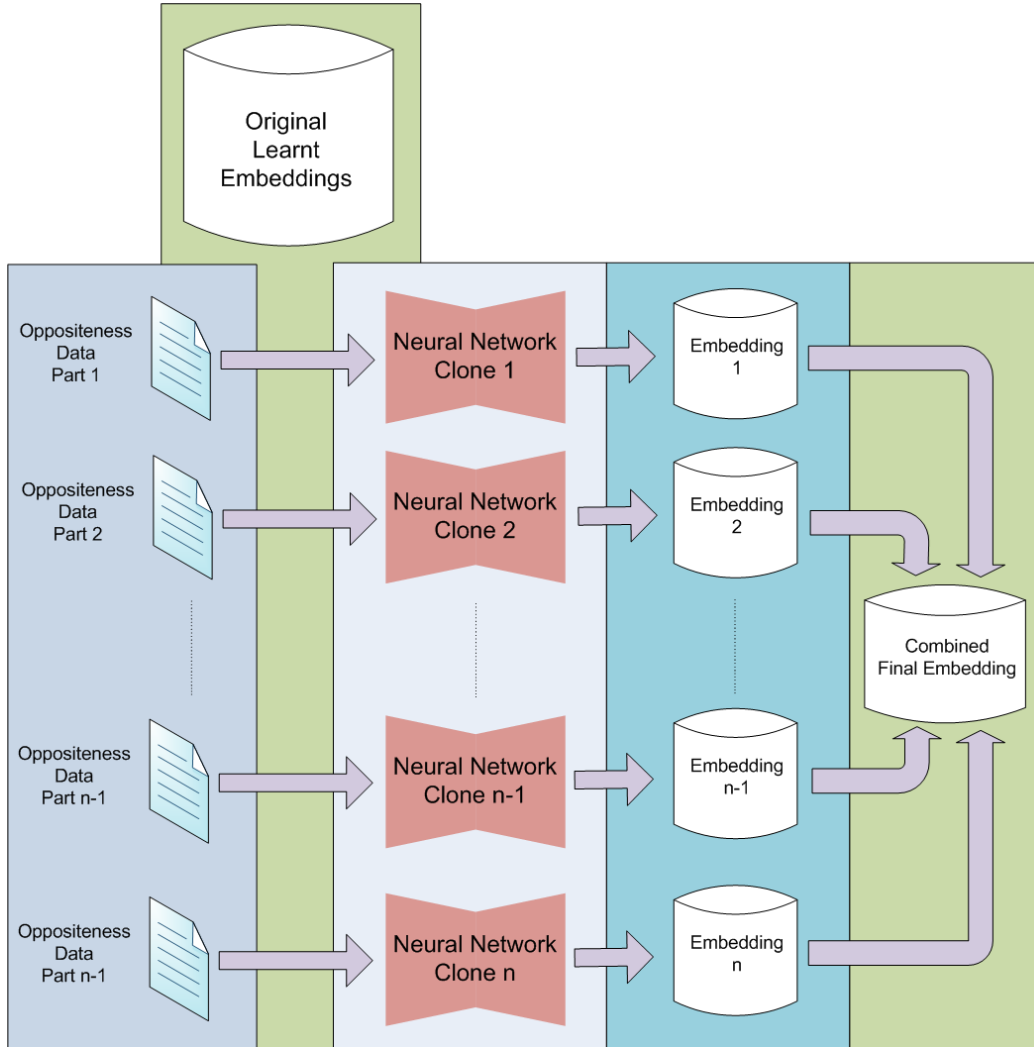 Original
Learnt
Embeddings
Oppositeness
Data
Part 1
Neural Network
Clone 1
Embedding
1
Oppositeness
Data
Part 2
Neural Network
Clone 2
Embedding
2
Combined
Final Embedding
Oppositeness
Data
Part n-1
Neural Network
Clone n-1
Embedding
n-1
Oppositeness
Data
Part n-1
Neural Network
Clone n
Embedding
n